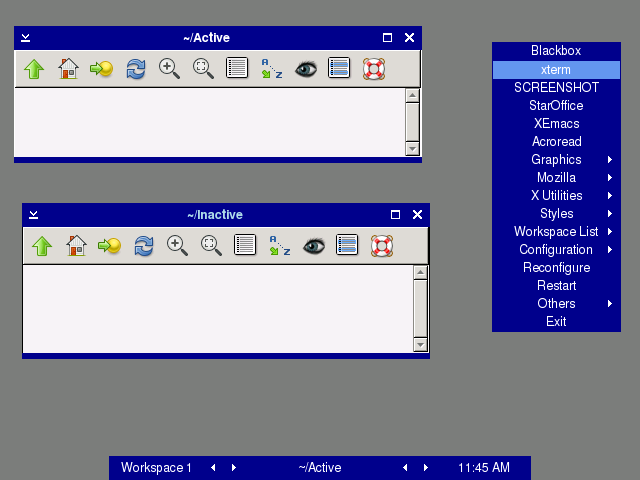 ~/Active
A
Z
~/Inactive
A
Z
Blackbox
xterm
SCREENSHOT
StarOffice
XEmacs
Acroread
Graphics
Mozilla
X Utilities
Styles
Workspace List
Configuration
Reconfigure
Restart
Others
Exit
Workspace 1
~/Active
11:45 AM